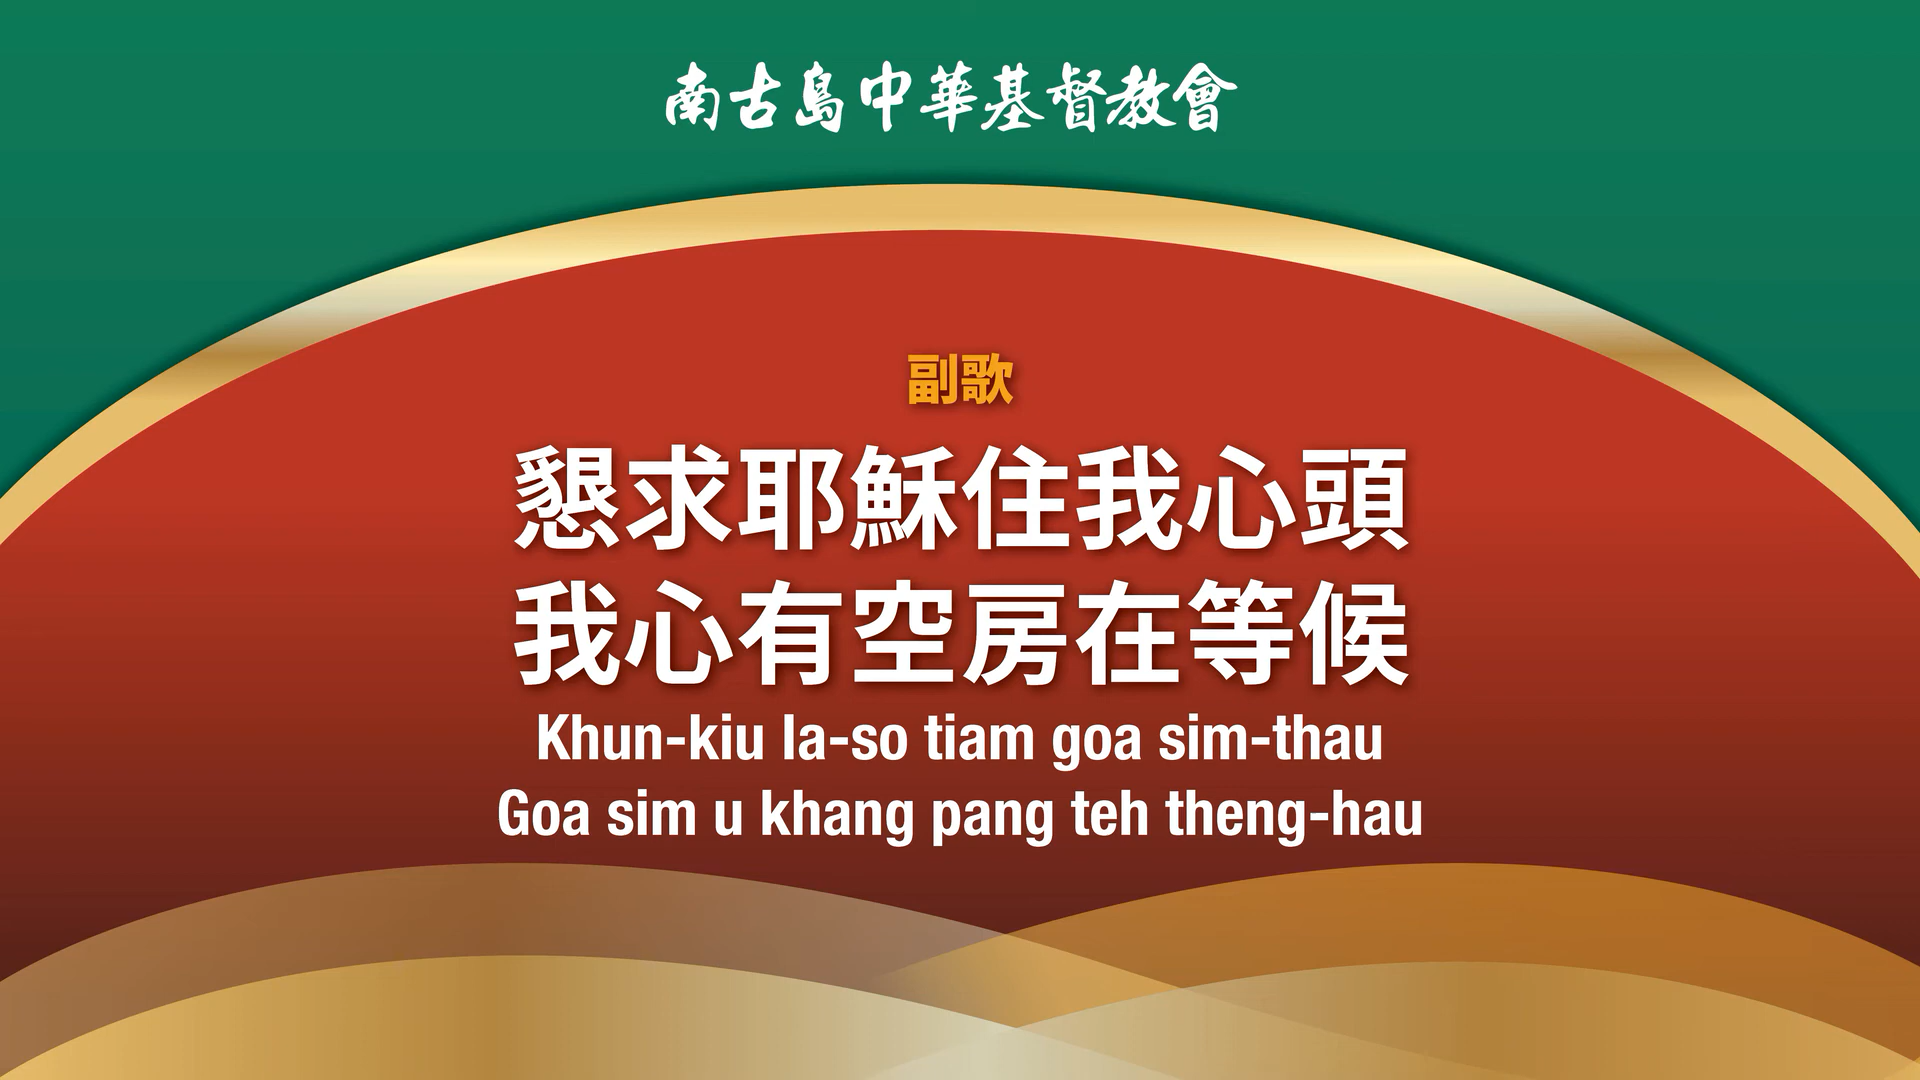 南古島中華基督教會
副歌
懇求耶穌住我心頭
我心有空房在等候
Khun-kiu Ia-so tiam goa sim-thau
Goa sim u khang pang teh theng-hau